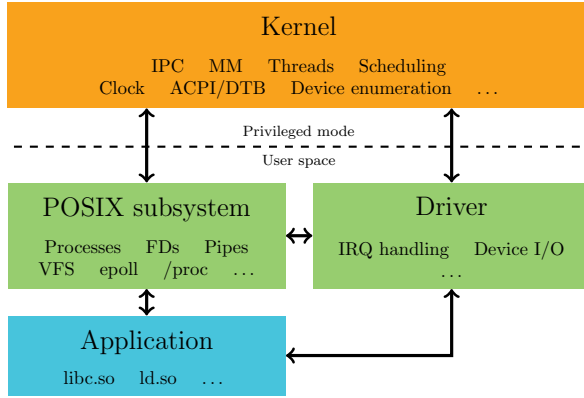 Kernel
IPC MM Threads Scheduling
Clock ACPI/DTB Device enumeration ...
Privileged mode
User space
POSIX subsystem
Processes FDs Pipes
VFS epoll /proc ...
Driver
IRQ handling Device I/O
...
Application
libc.so ld.so ...